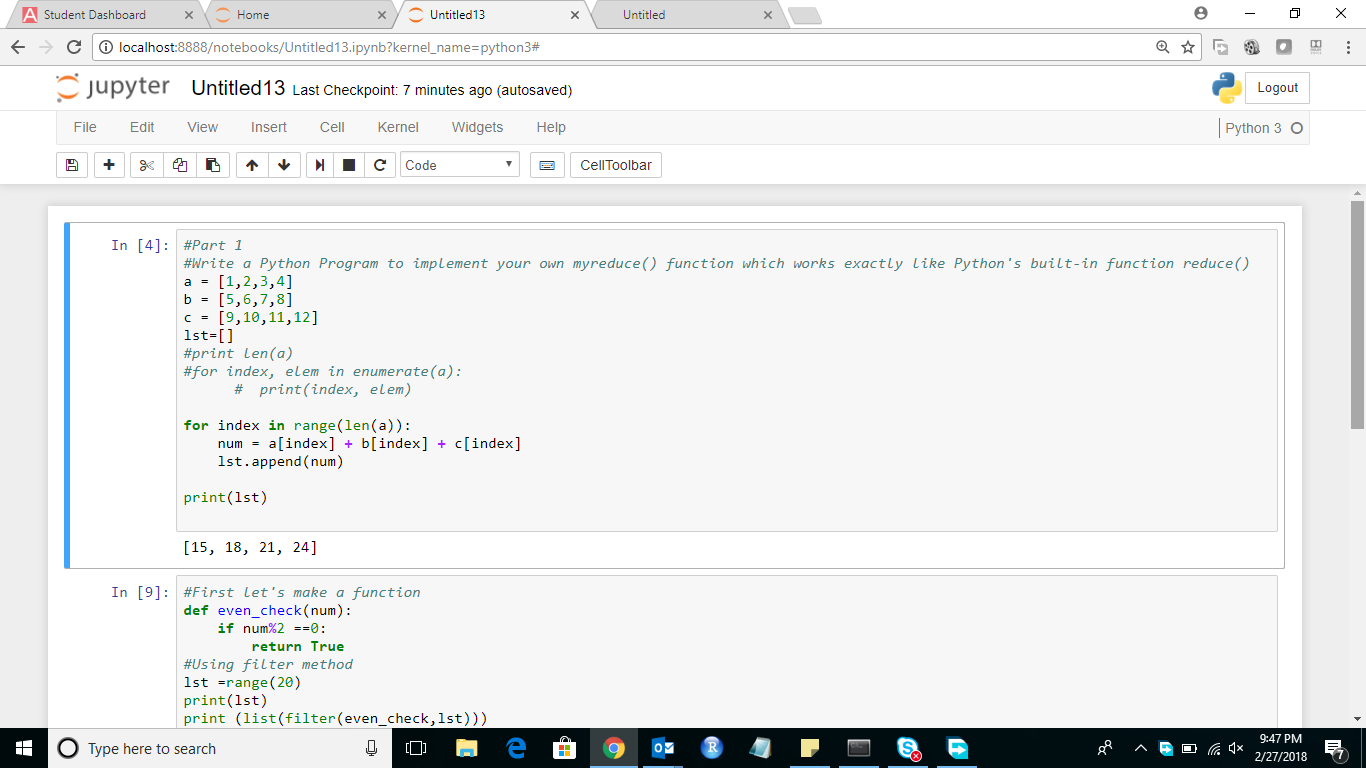 Student Dashboard
Home
Untitled13
Untitled
localhost:8888/notebooks/Untitled13.ipynb?kernel_name=python3#
jupyter Untitled13 Last Checkpoint: 7 minutes ago (autosaved)
Logout
File Edit View Insert Cell Kernel Widgets Help
Python 3
Code
CellToolbar
In [4]:
#Part 1
#Write a Python Program to implement your own myreduce() function which works exactly like Python's built-in function reduce()
a = [1,2,3,4]
b = [5,6,7,8]
c = [9,10,11,12]
lst=[]
#print len(a)
#for index, elem in enumerate(a):
#  print(index, elem)
for index in range(len(a)):
num = a[index] + b[index] + c[index]
lst.append(num)
print(lst)
[15, 18, 21, 24]
In [9]:
#First let's make a function
def even_check(num):
if num%2 ==0:
return True
#Using filter method
lst =range(20)
print(lst)
print (list(filter(even_check,lst)))
Type here to search
9:47 PM
2/27/2018
7